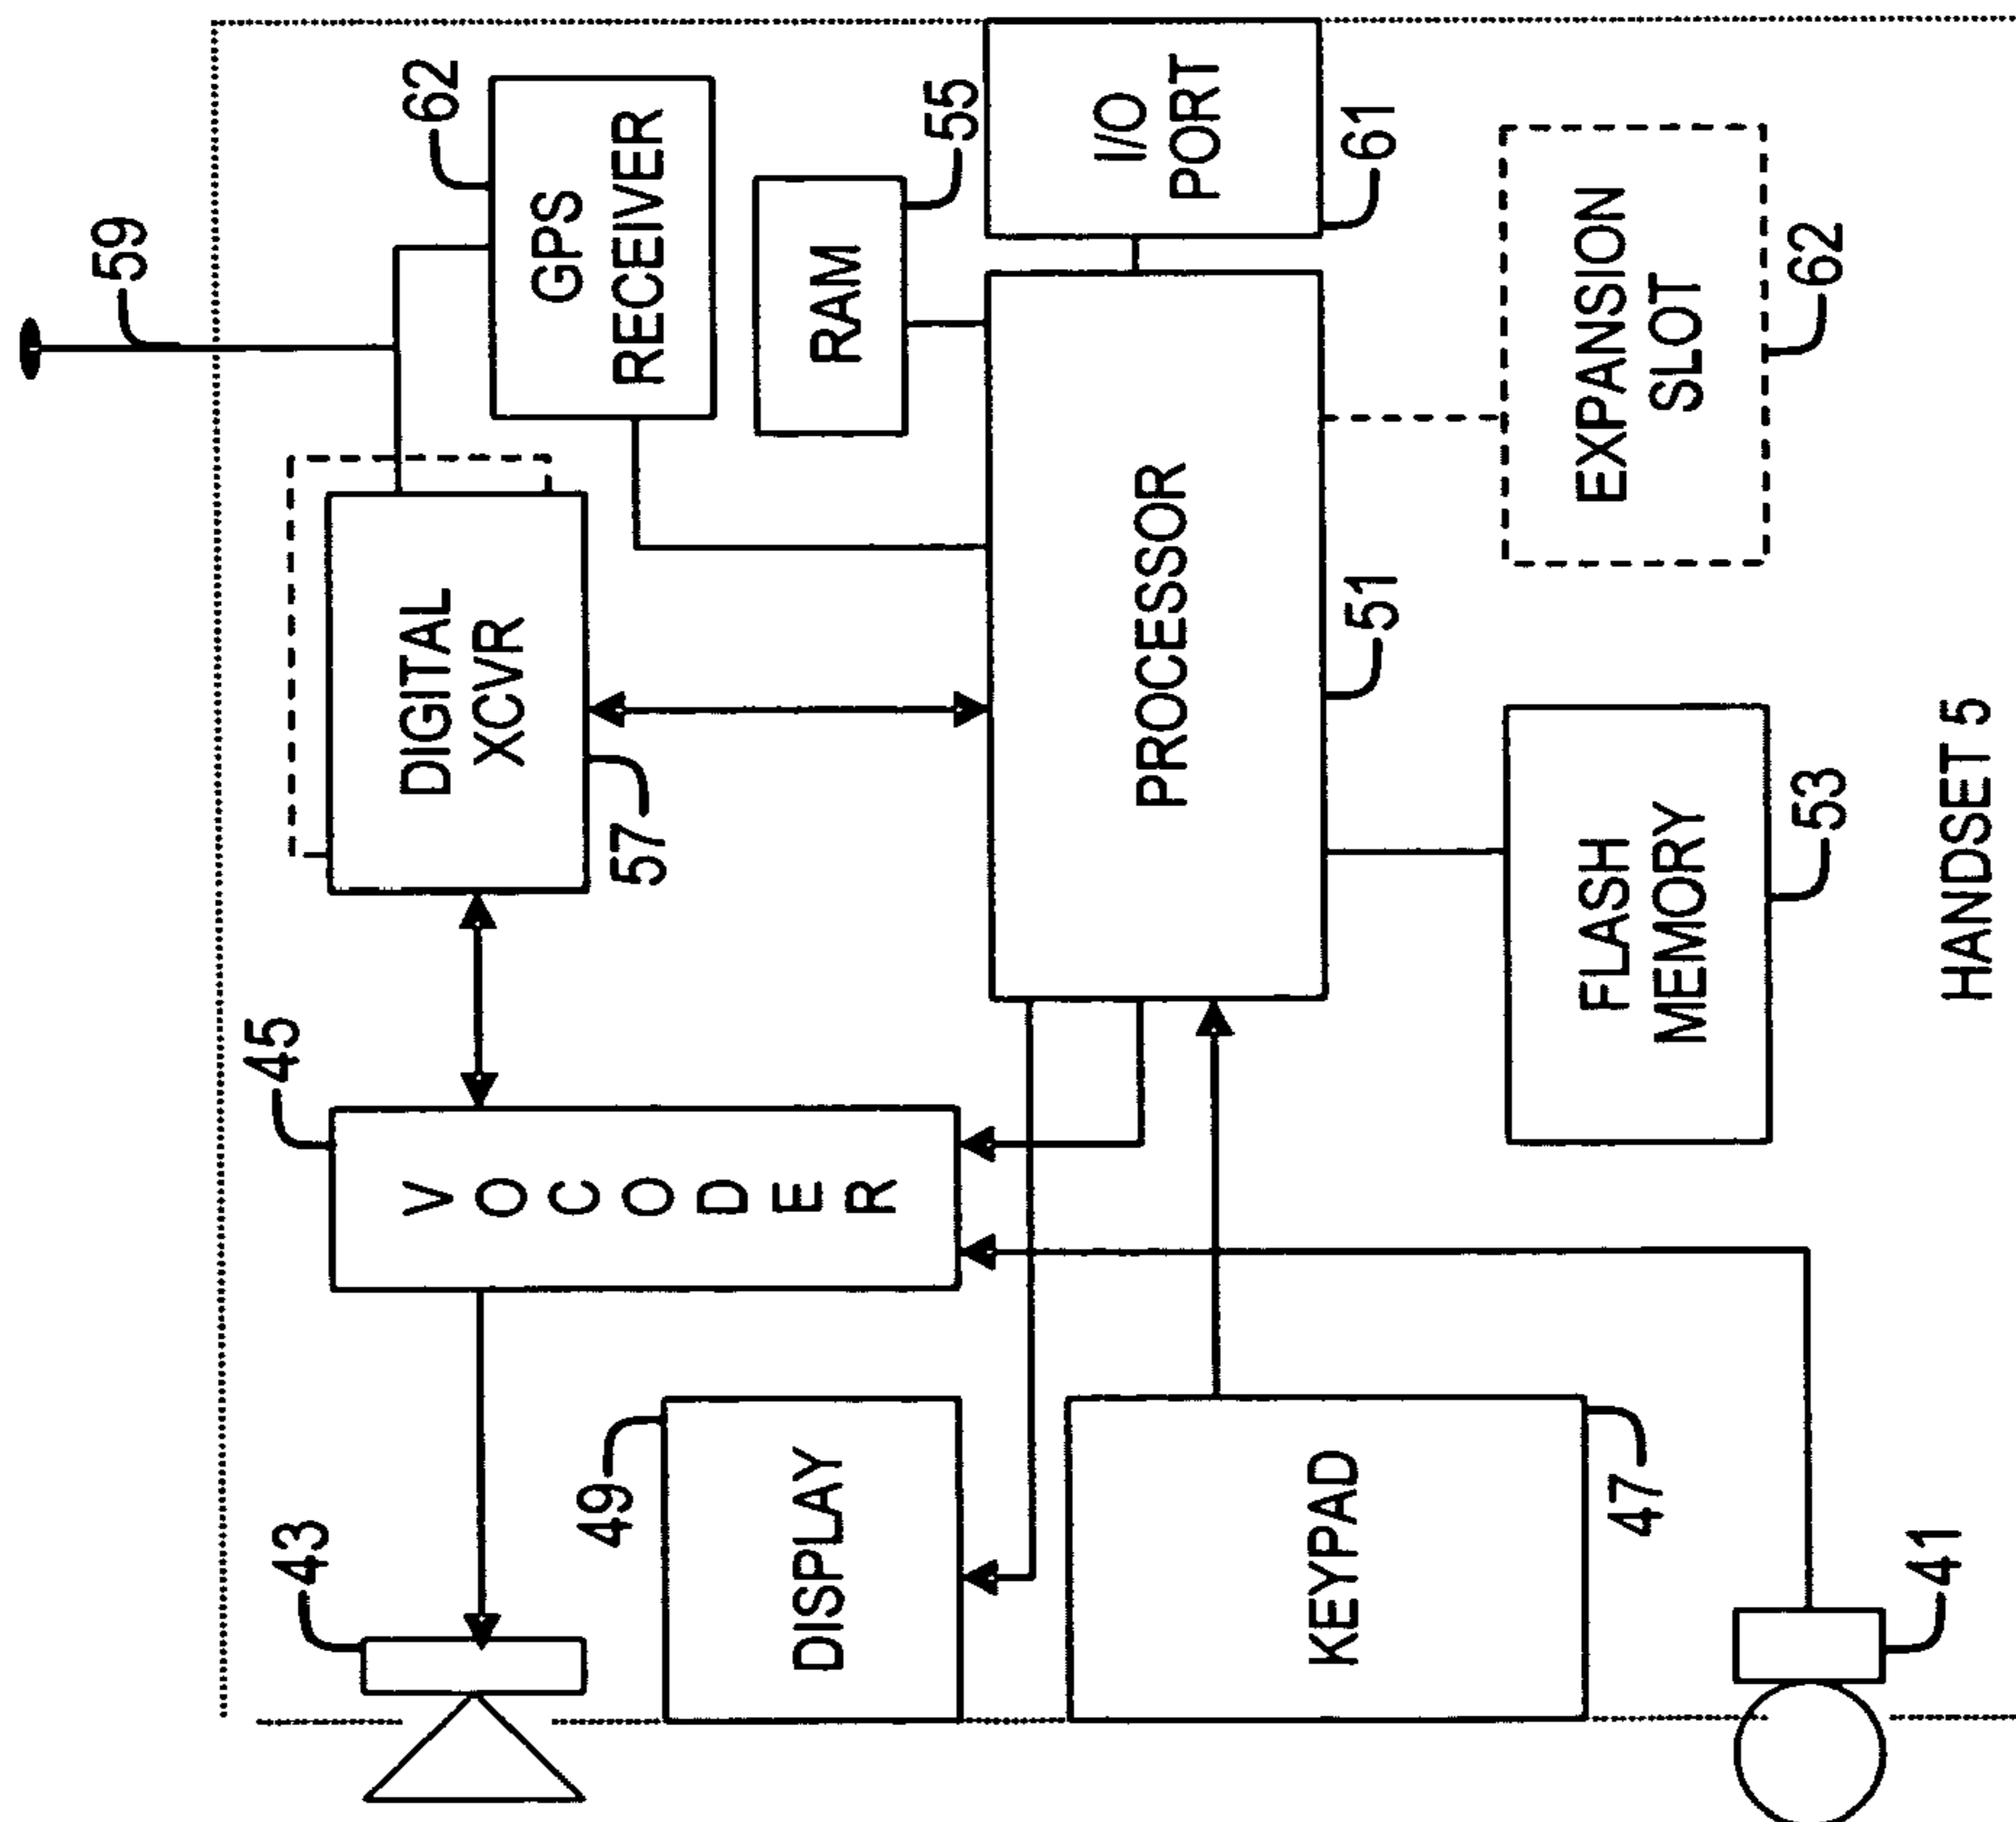 59
62
GPS
RECEIVER
55
RAM
I/O
PORT
61
EXPANSION
SLOT
62
DIGITAL
XCVR
57
PROCESSOR
51
FLASH
MEMORY
53
HANDSET 5
45
VOCODER
43
49
DISPLAY
KEYPAD
47
41